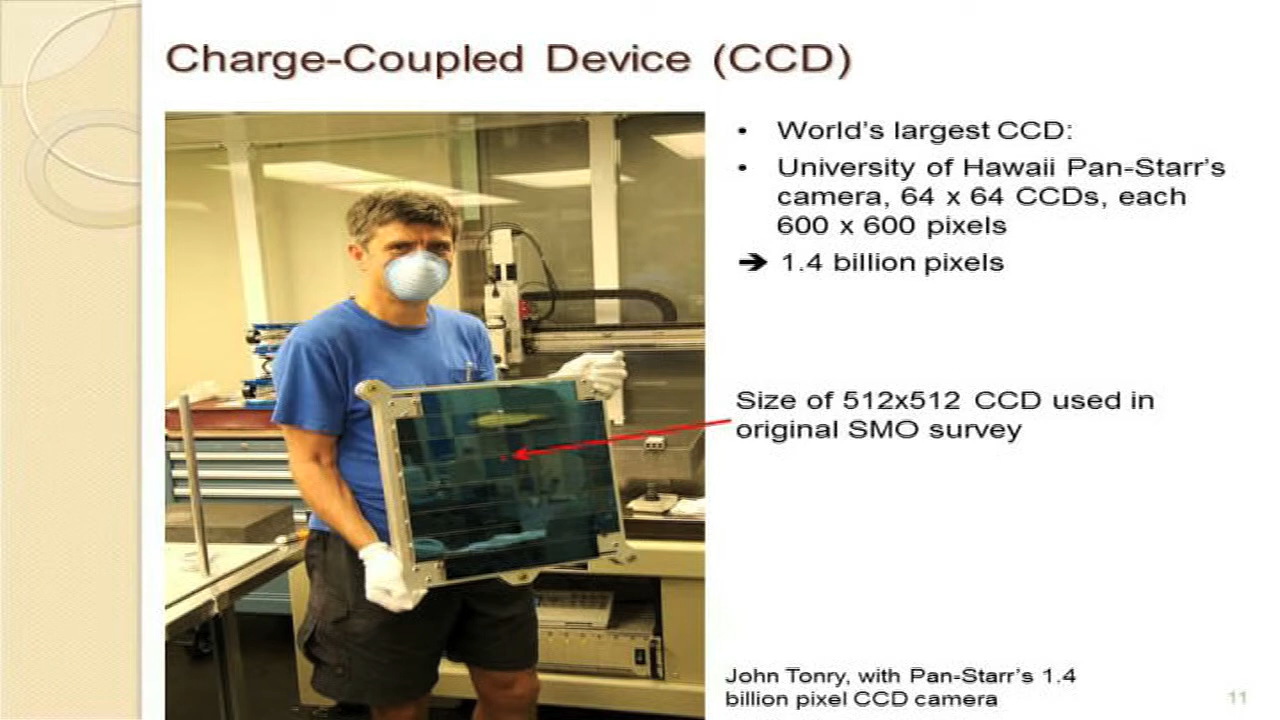 Charge-Coupled Device (CCD)
• World's largest CCD:
• University of Hawaii Pan-Starr's
camera, 64 x 64 CCDs, each
600 x 600 pixels
➔ 1.4 billion pixels
Size of 512x512 CCD used in
original SMO survey
John Tonry, with Pan-Starr's 1.4
billion pixel CCD camera
11